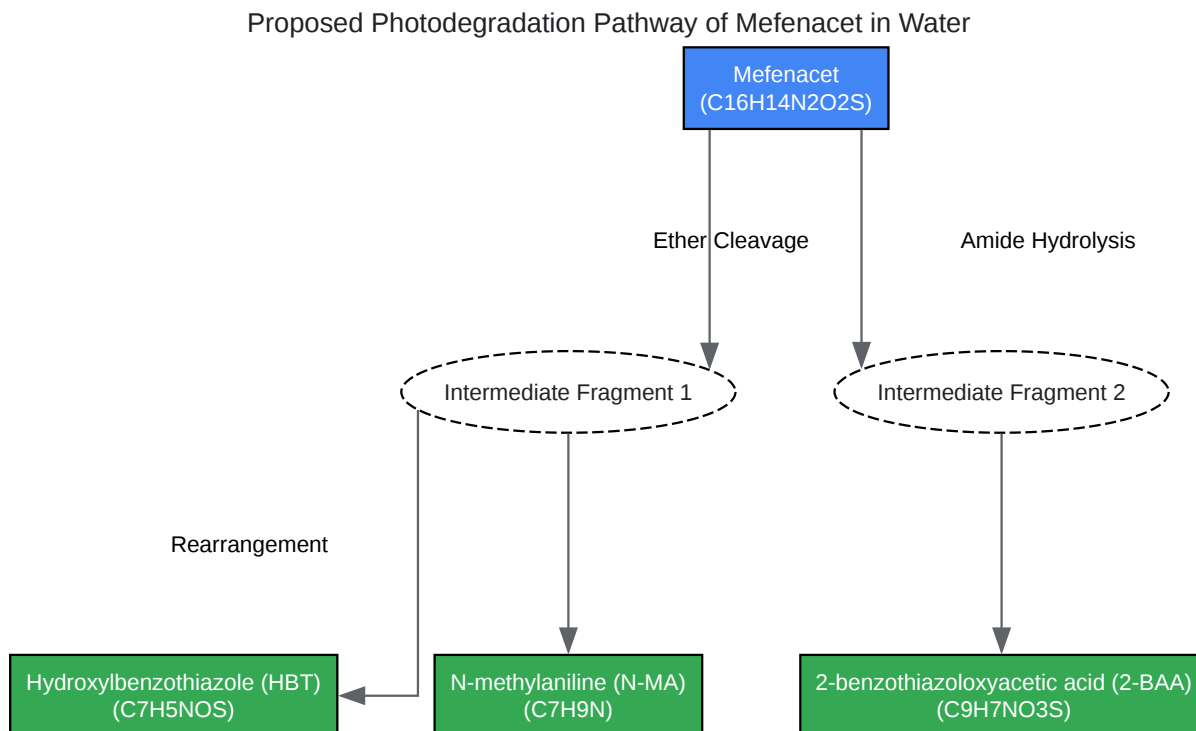 Proposed Photodegradation Pathway of Mefenacet in Water
Mefenacet
(C16H14N2O2S)
Ether Cleavage
Amide Hydrolysis
Intermediate Fragment 1
Intermediate Fragment 2
Rearrangement
Hydroxylbenzothiazole (HBT)
(C7H5NOS)
N-methylaniline (N-MA)
(C7H9N)
2-benzothiazoloxyacetic acid (2-BAA)
(C9H7NO3S)